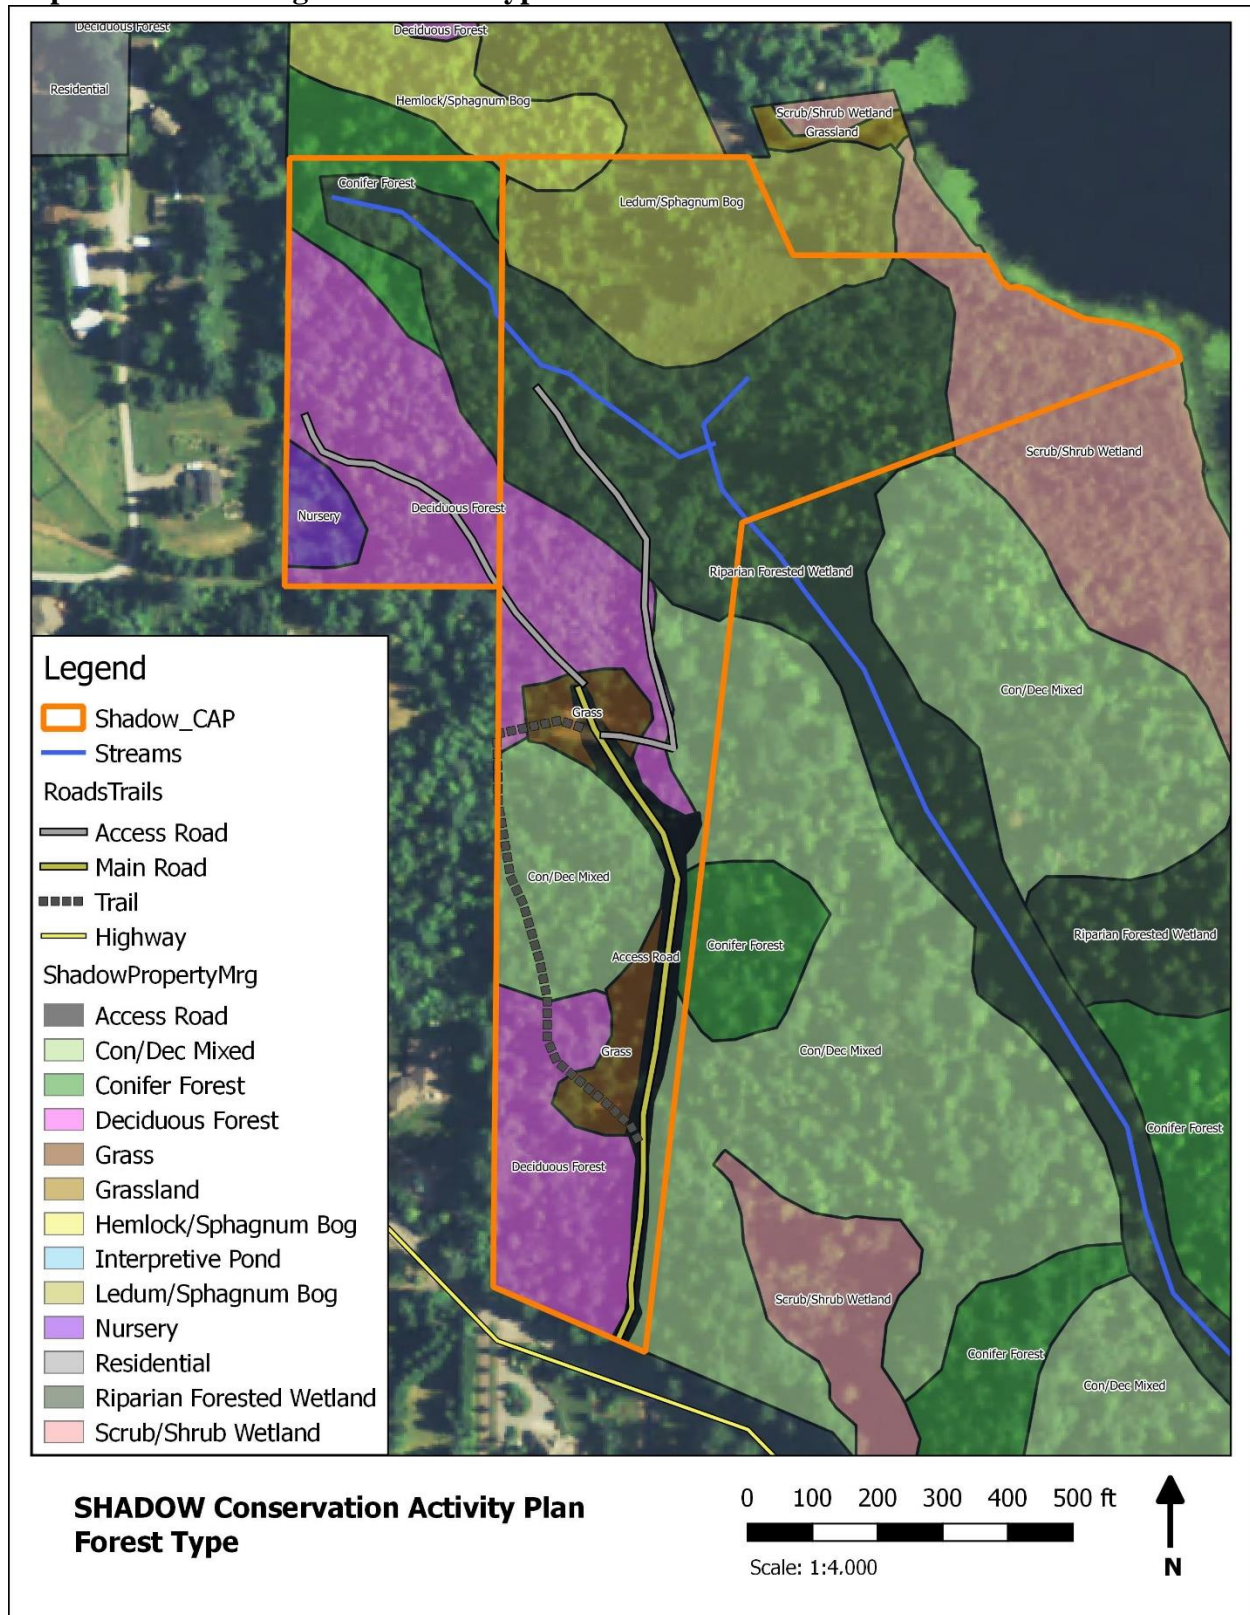 Deciduous Forest
Deciduous Forest
Residential
Hemlock/Sphagnum Bog
Scrub/Shrub Wetland
Grassland
Conifer Forest
Ledum/Sphagnum Bog
Scrub/Shrub Wetland
Nursery
Deciduous Forest
Riparian Forested Wetland
Con/Dec Mixed
Grass
Con/Dec Mixed
Riparian Forested Wetland
Conifer Forest
Access Road
Grass
Con/Dec Mixed
Conifer Forest
Deciduous Forest
Scrub/Shrub Wetland
Conifer Forest
Con/Dec Mixed
Legend
Shadow_CAP
Streams
RoadsTrails
Access Road
Main Road
Trail
Highway
ShadowPropertyMrg
Access Road
Con/Dec Mixed
Conifer Forest
Deciduous Forest
Grass
Grassland
Hemlock/Sphagnum Bog
Interpretive Pond
Ledum/Sphagnum Bog
Nursery
Residential
Riparian Forested Wetland
Scrub/Shrub Wetland
SHADOW Conservation Activity Plan
Forest Type
0 100 200 300 400 500 ft
Scale: 1:4,000
N